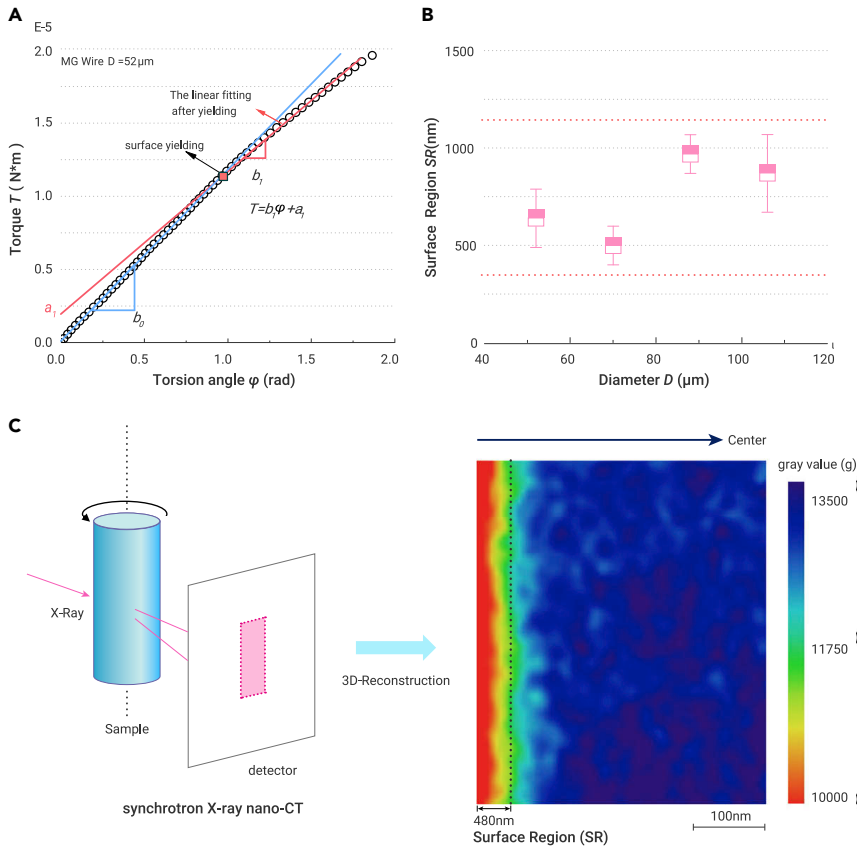 A
E-5
2.0
1.5
1.0
0.5
0.0
MG Wire D =52μm
The linear fitting
after yielding
surface yielding
b₁
T=b₁φ+a₁
a₁
b₀
0.0 0.5 1.0 1.5 2.0
Torque T ( N*m )
Torsion angle φ (rad)
B
1500
1000
500
0
40 60 80 100 120
Surface Region SR(nm)
Diameter D (μm)
C
X-Ray
Sample
detector
synchrotron X-ray nano-CT
3D-Reconstruction
Center
gray value (g)
13500
11750
10000
480nm
100nm
Surface Region (SR)